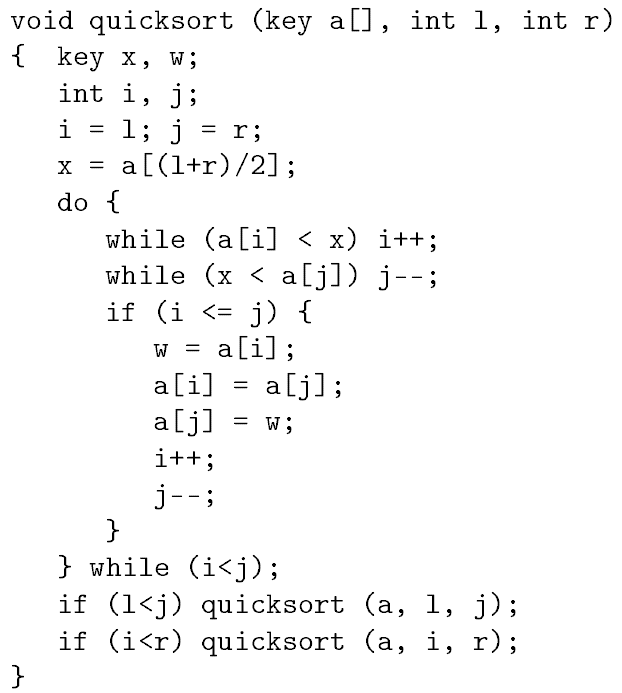 void quicksort (key a[], int l, int r)
{  key x, w;
   int i, j;
   i = l; j = r;
   x = a[(l+r)/2];
   do {
      while (a[i] < x) i++;
      while (x < a[j]) j--;
      if (i <= j) {
         w = a[i];
         a[i] = a[j];
         a[j] = w;
         i++;
         j--;
      }
   } while (i<j);
   if (l<j) quicksort (a, l, j);
   if (i<r) quicksort (a, i, r);
}